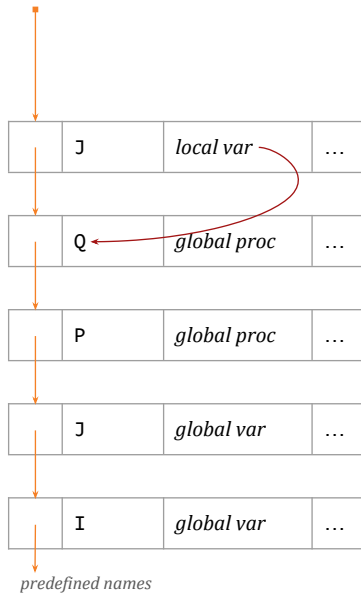 J local var …
Q global proc …
P global proc …
J global var …
I global var …
predefined names